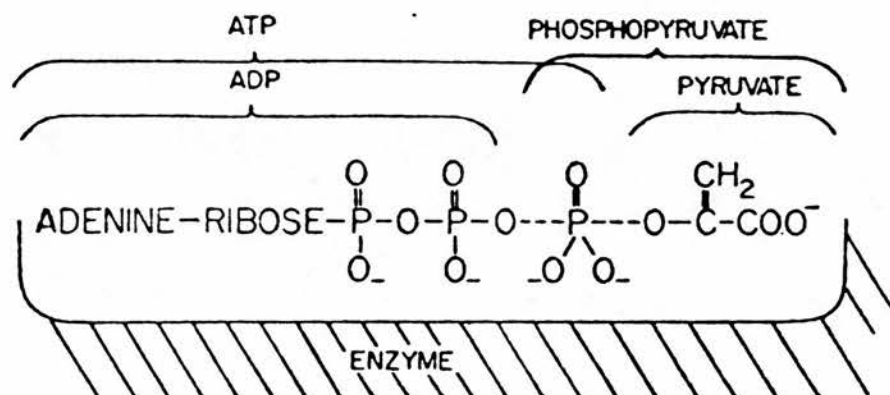 ATP PHOSPHOPYRUVATE
ADP PYRUVATE
O O O CH2
ADENINE-RIBOSE-P-O-P-O---P---O-C-COO-
O- O- -O O-
ENZYME